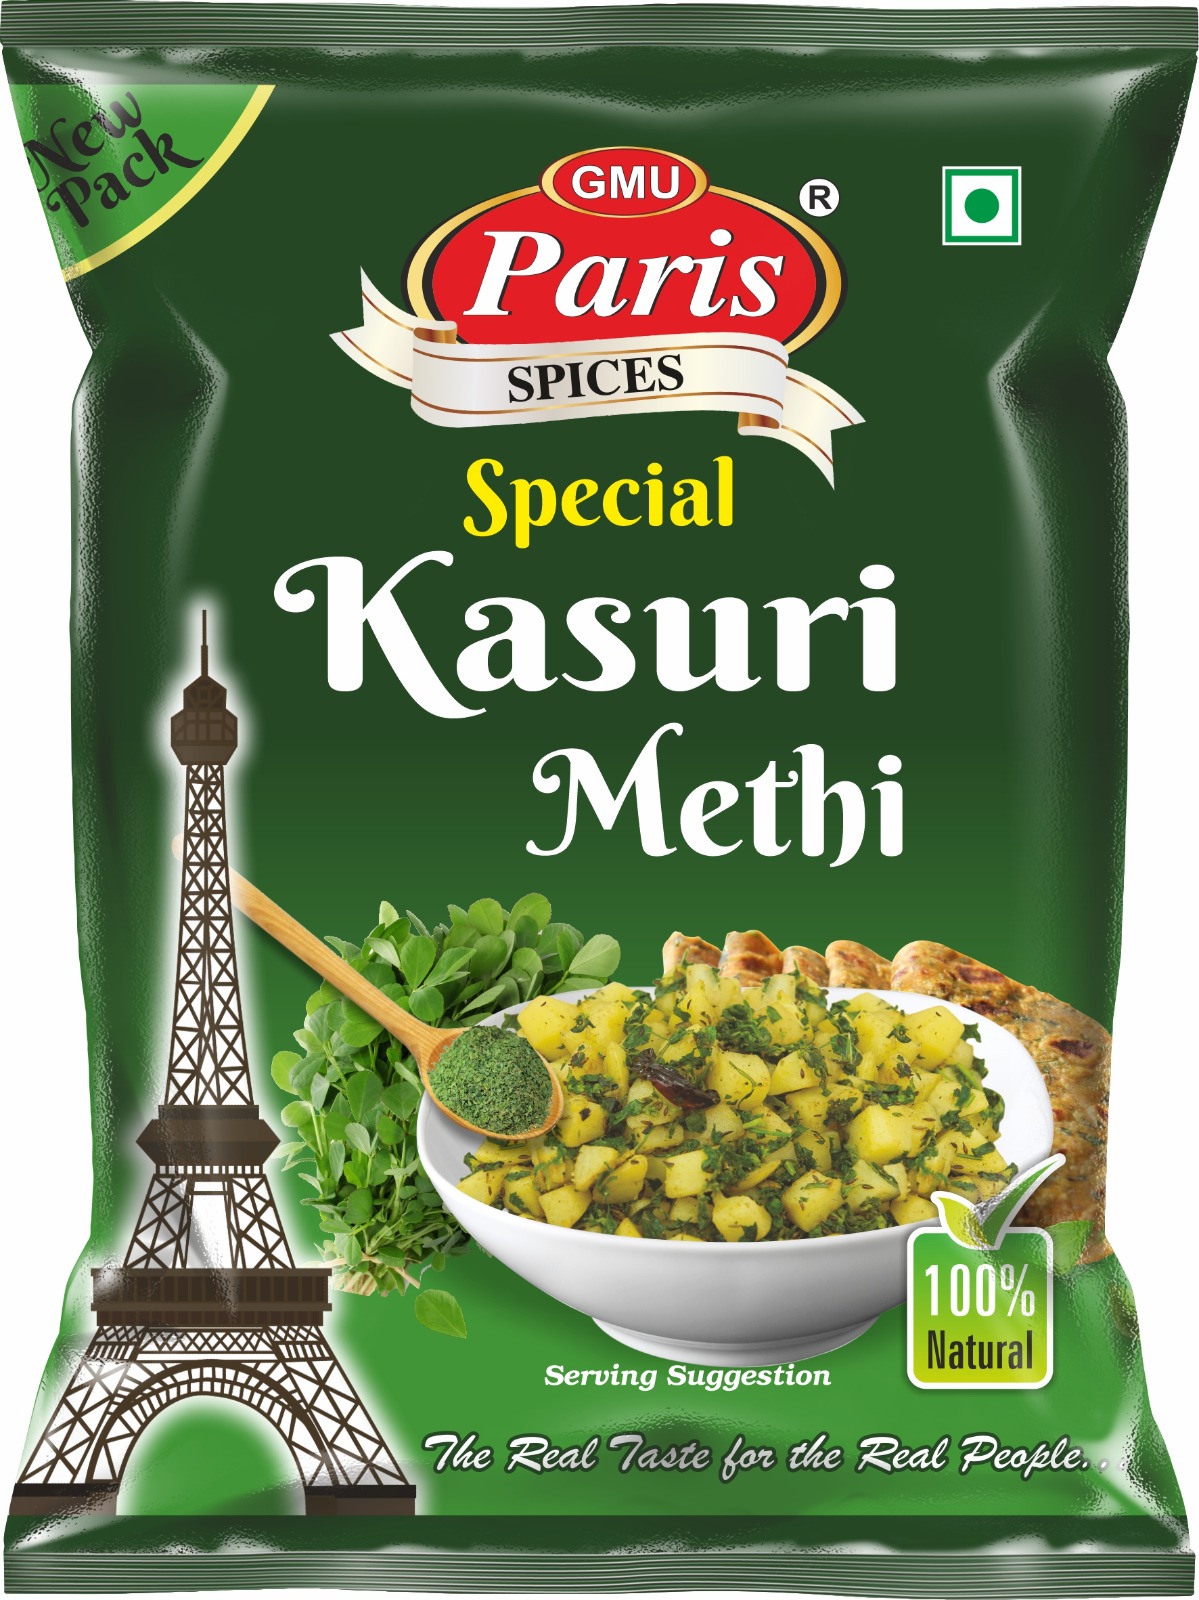 New
Pack
GMU
Paris
®
SPICES
Special
Kasuri
Methi
100%
Natural
Serving Suggestion
The Real Taste for the Real People...